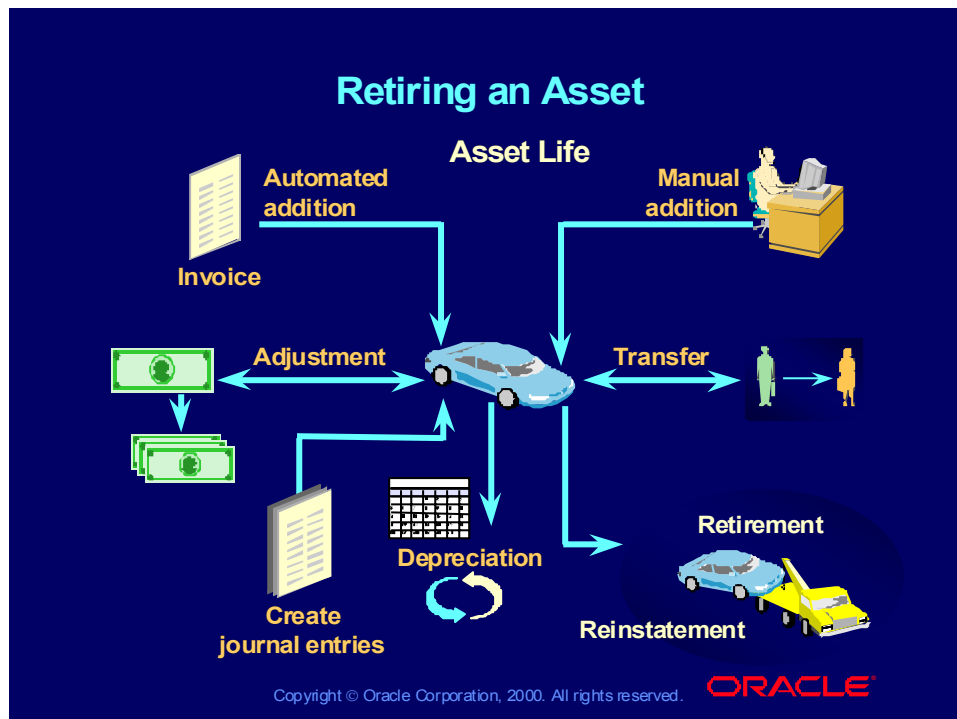 Retiring an Asset
Asset Life
Automated
addition
Manual
addition
Invoice
Adjustment
Transfer
Retirement
Depreciation
Create
journal entries
Reinstatement
Copyright © Oracle Corporation, 2000. All rights reserved.
ORACLE®